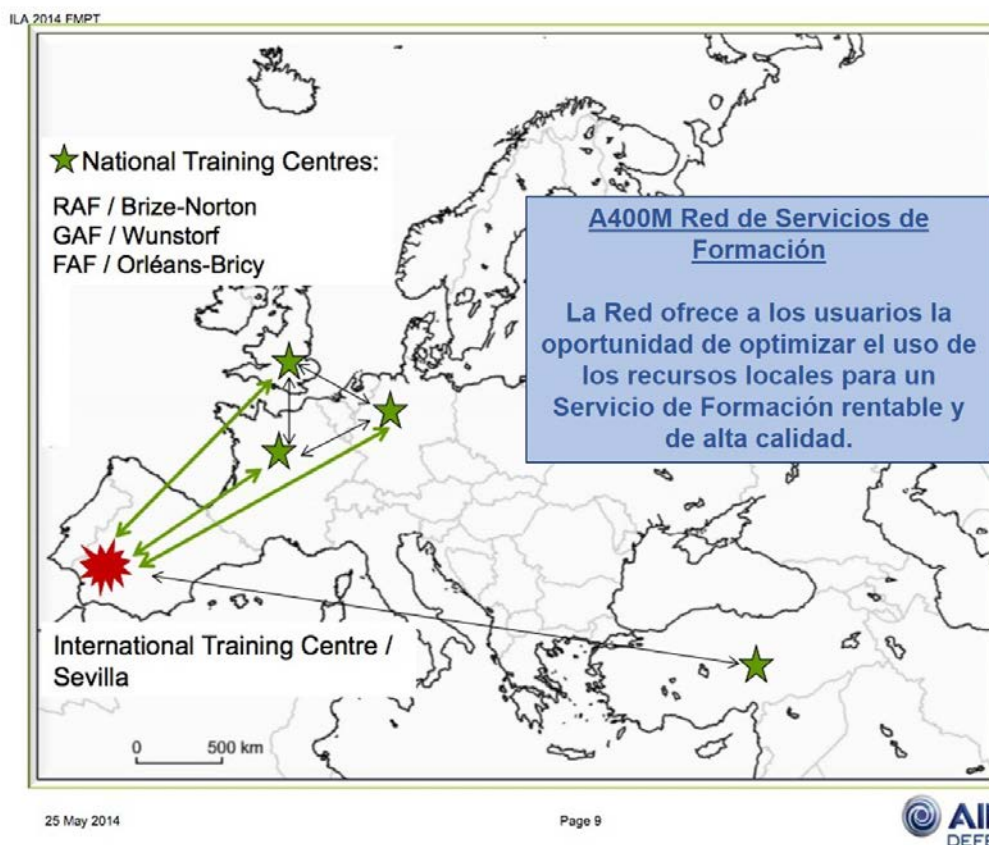 ILA 2014 FMPT
National Training Centres:
RAF / Brize-Norton
GAF / Wunstorf
FAF / Orléans-Bricy
A400M Red de Servicios de
Formación
La Red ofrece a los usuarios la
oportunidad de optimizar el uso de
los recursos locales para un
Servicio de Formación rentable y
de alta calidad.
International Training Centre /
Sevilla
0 500 km
25 May 2014
Page 9